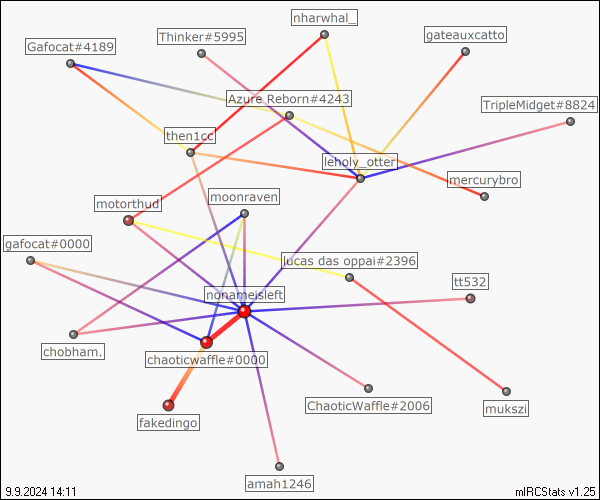 nharwhal_
Thinker#5995
gateauxcatto
Gafocat#4189
Azure Reborn#4243
TripleMidget#8824
then1cc
leholy_otter
mercurybro
moonraven
motorthud
gafocat#0000
lucas das oppai#2396
tt532
nonameisleft
chobham.
chaoticwaffle#0000
ChaoticWaffle#2006
mukszi
fakedingo
amah1246
9.9.2024 14:11
mIRCStats v1.25